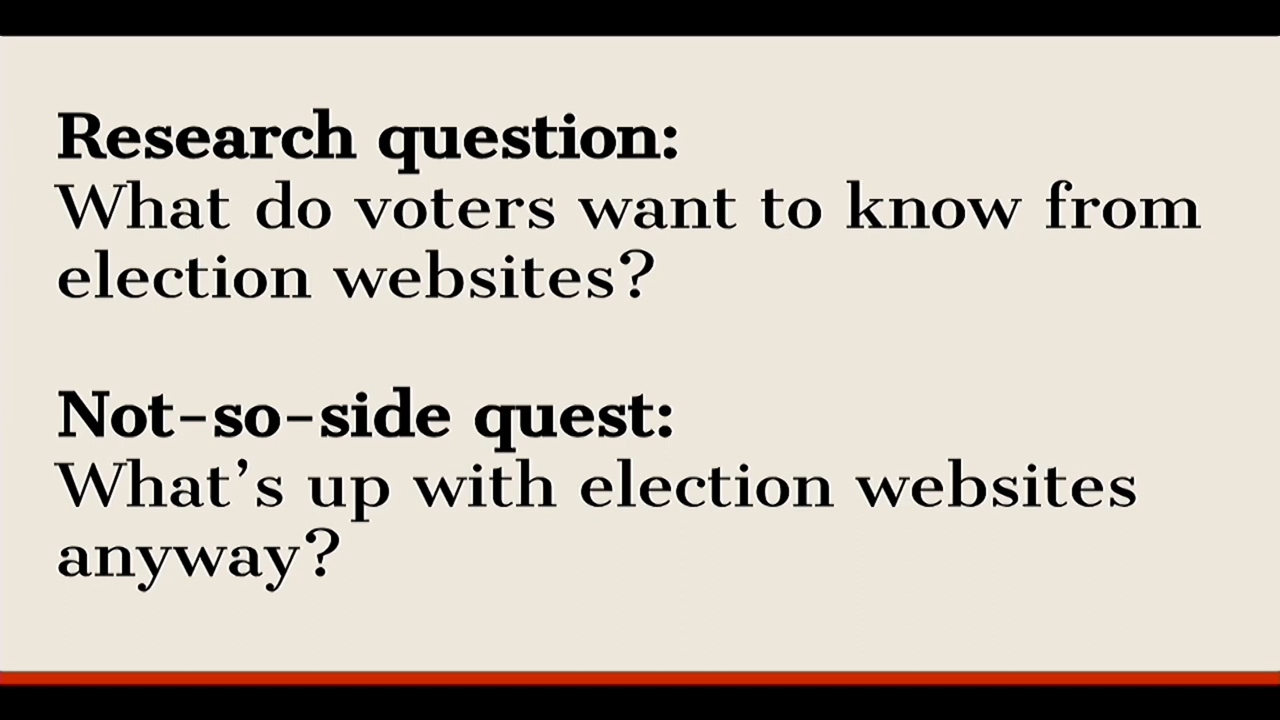 Research question:
What do voters want to know from
election websites?
Not-so-side quest:
What’s up with election websites
anyway?